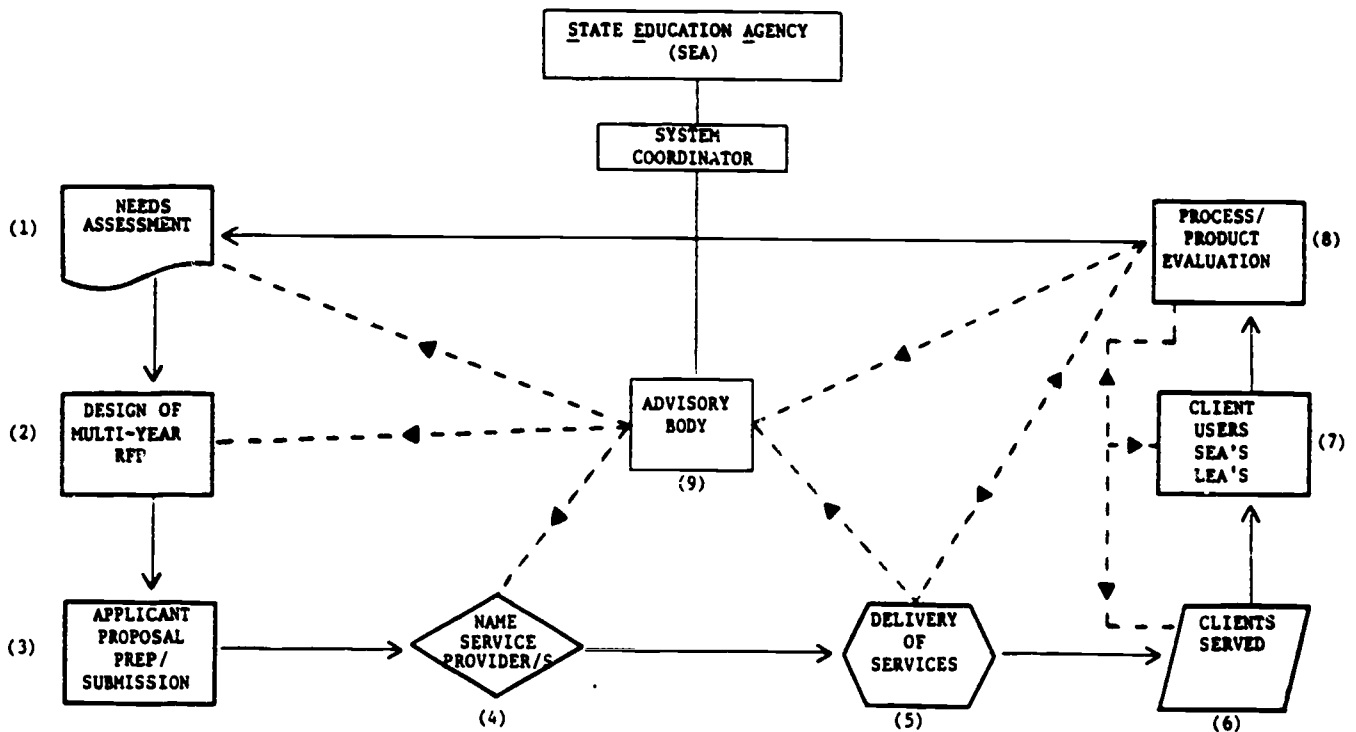 STATE EDUCATION AGENCY
(SEA)
SYSTEM
COORDINATOR
(1)
NEEDS
ASSESSMENT
PROCESS/
PRODUCT
EVALUATION
(8)
(2)
DESIGN OF
MULTI-YEAR
RFP
ADVISORY
BODY
(9)
CLIENT
USERS
SEA'S
LEA'S
(7)
(3)
APPLICANT
PROPOSAL
PREP/
SUBMISSION
NAME
SERVICE
PROVIDER/S
(4)
DELIVERY
OF
SERVICES
(5)
CLIENTS
SERVED
(6)